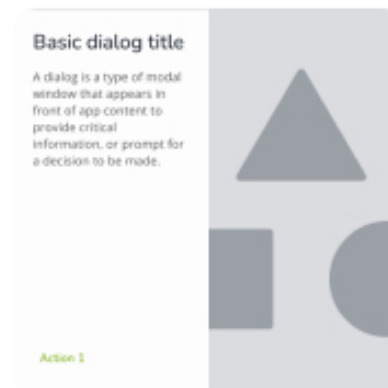 Basic dialog title
A dialog is a type of modal
window that appears in
front of app content to
provide critical
information, or prompt for
a decision to be made.
Action 1